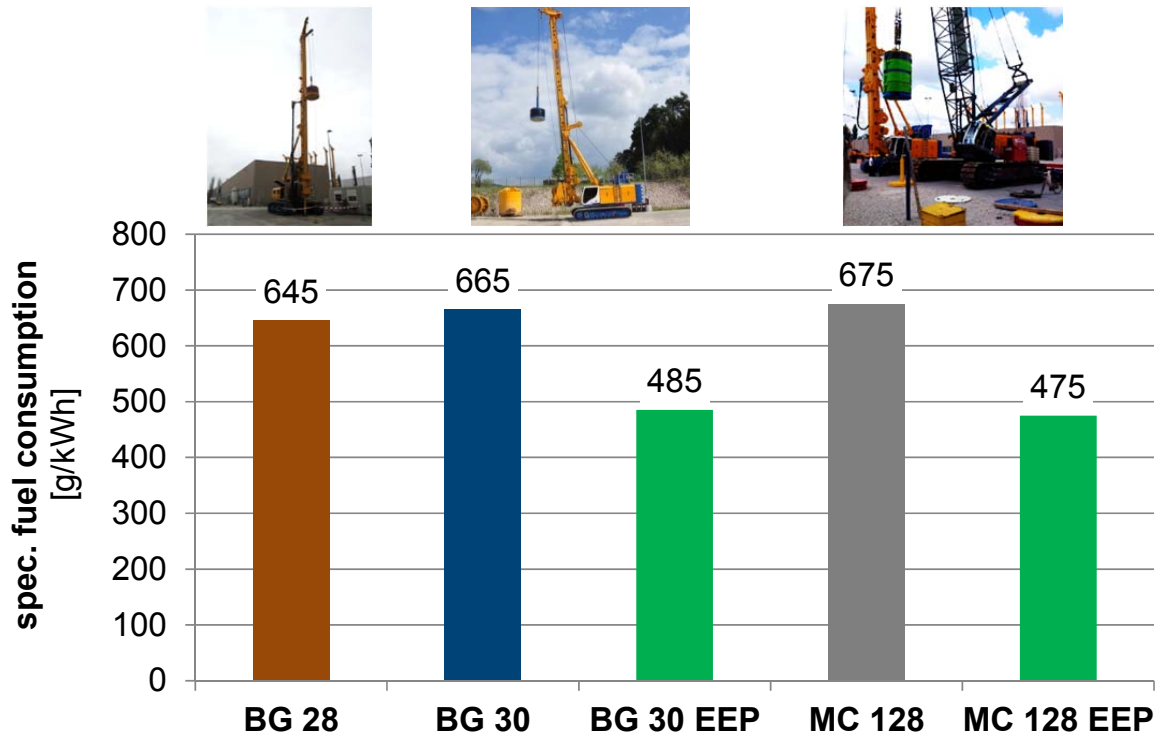 spec. fuel consumption
[g/kWh]
800
700
600
500
400
300
200
100
0
645
665
485
675
475
BG 28
BG 30
BG 30 EEP
MC 128
MC 128 EEP